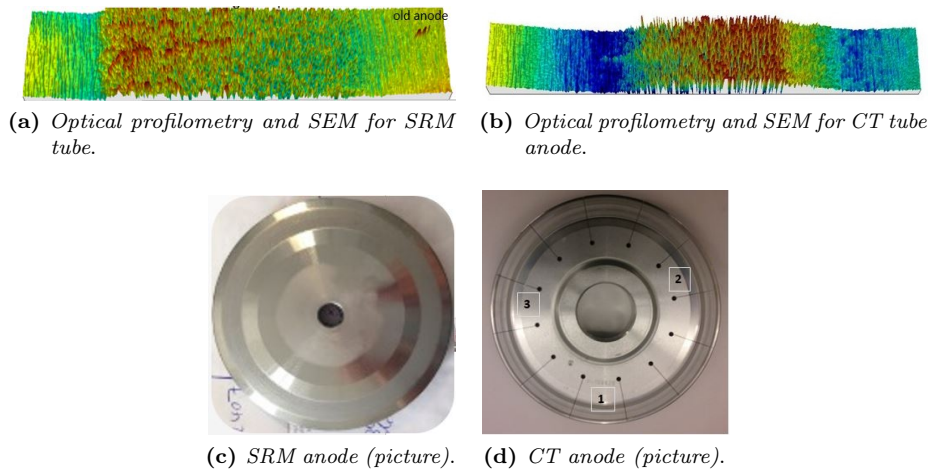 old anode
(a) Optical profilometry and SEM for SRM
tube.
(b) Optical profilometry and SEM for CT tube
anode.
2
3
1
(c) SRM anode (picture).
(d) CT anode (picture).